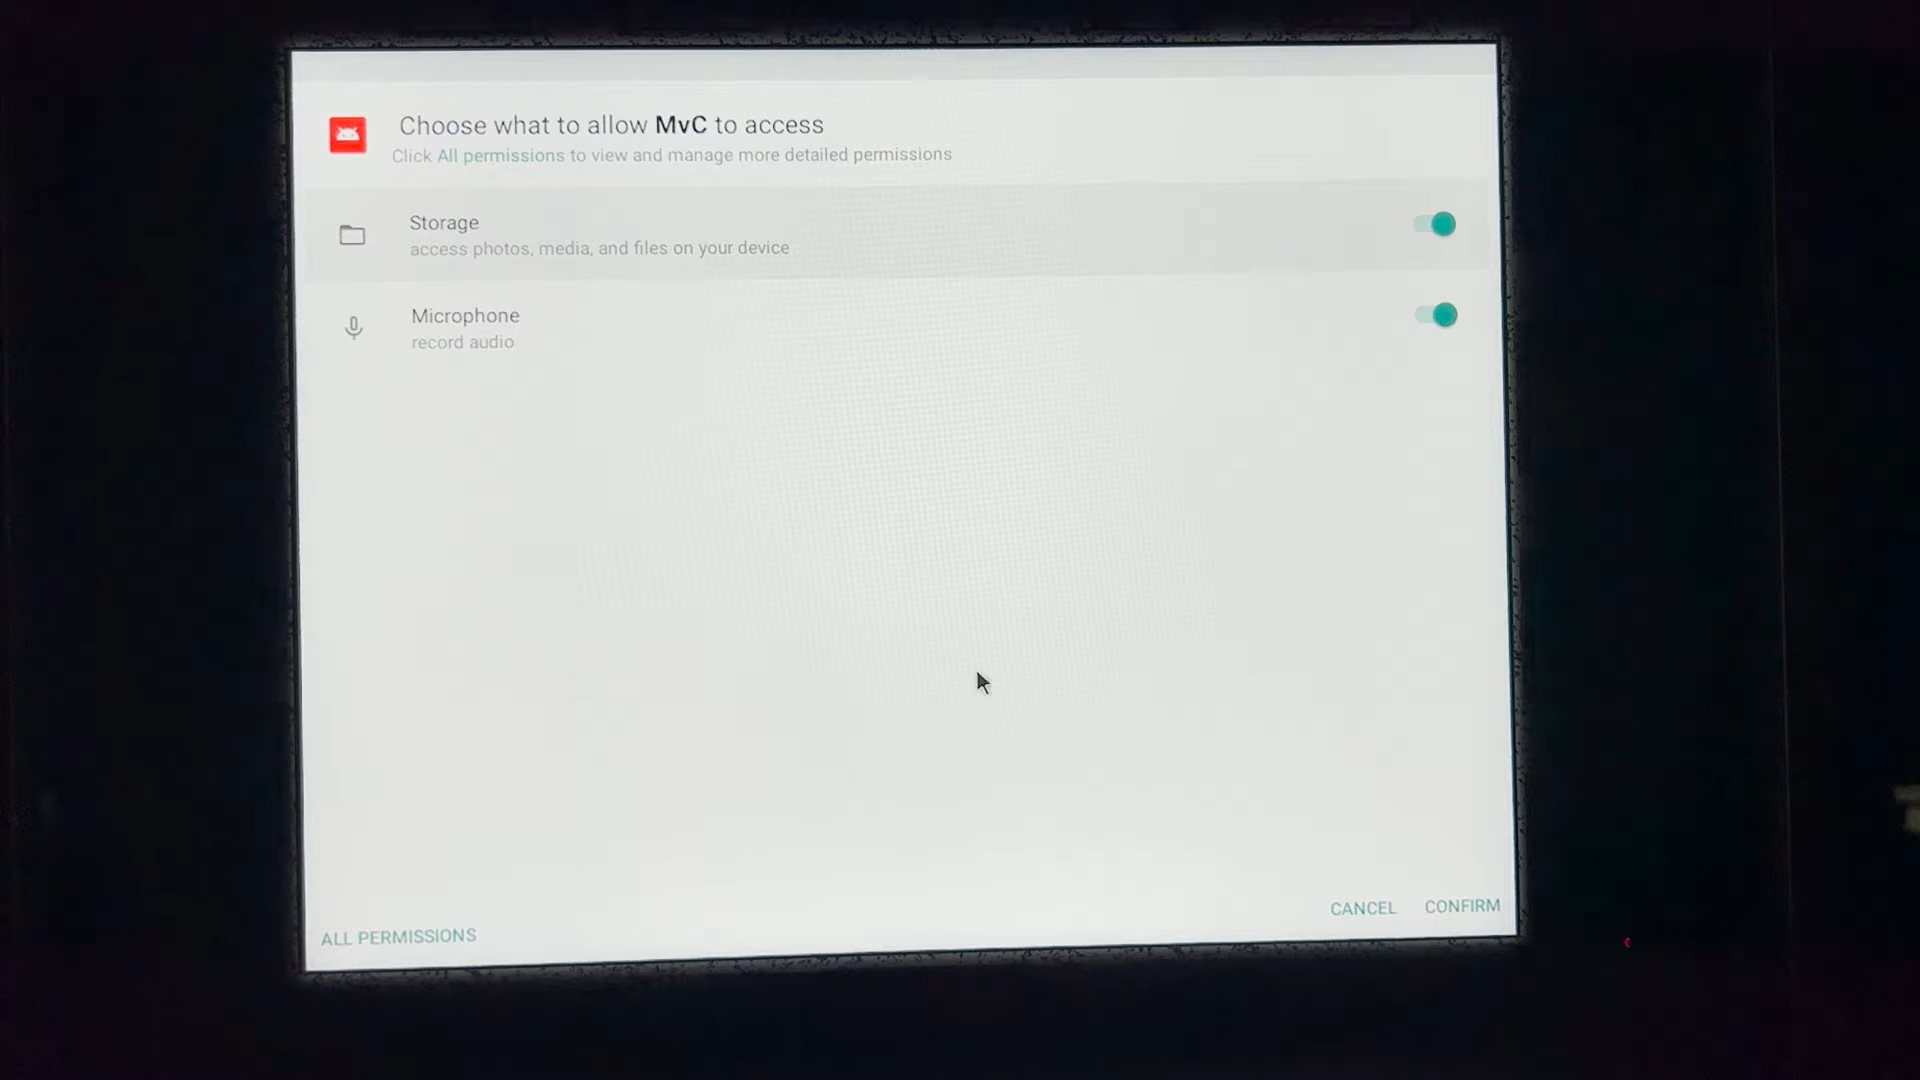 Choose what to allow MvC to access
Click All permissions to view and manage more detailed permissions
Storage
access photos, media, and files on your device
Microphone
record audio
CANCEL CONFIRM
ALL PERMISSIONS